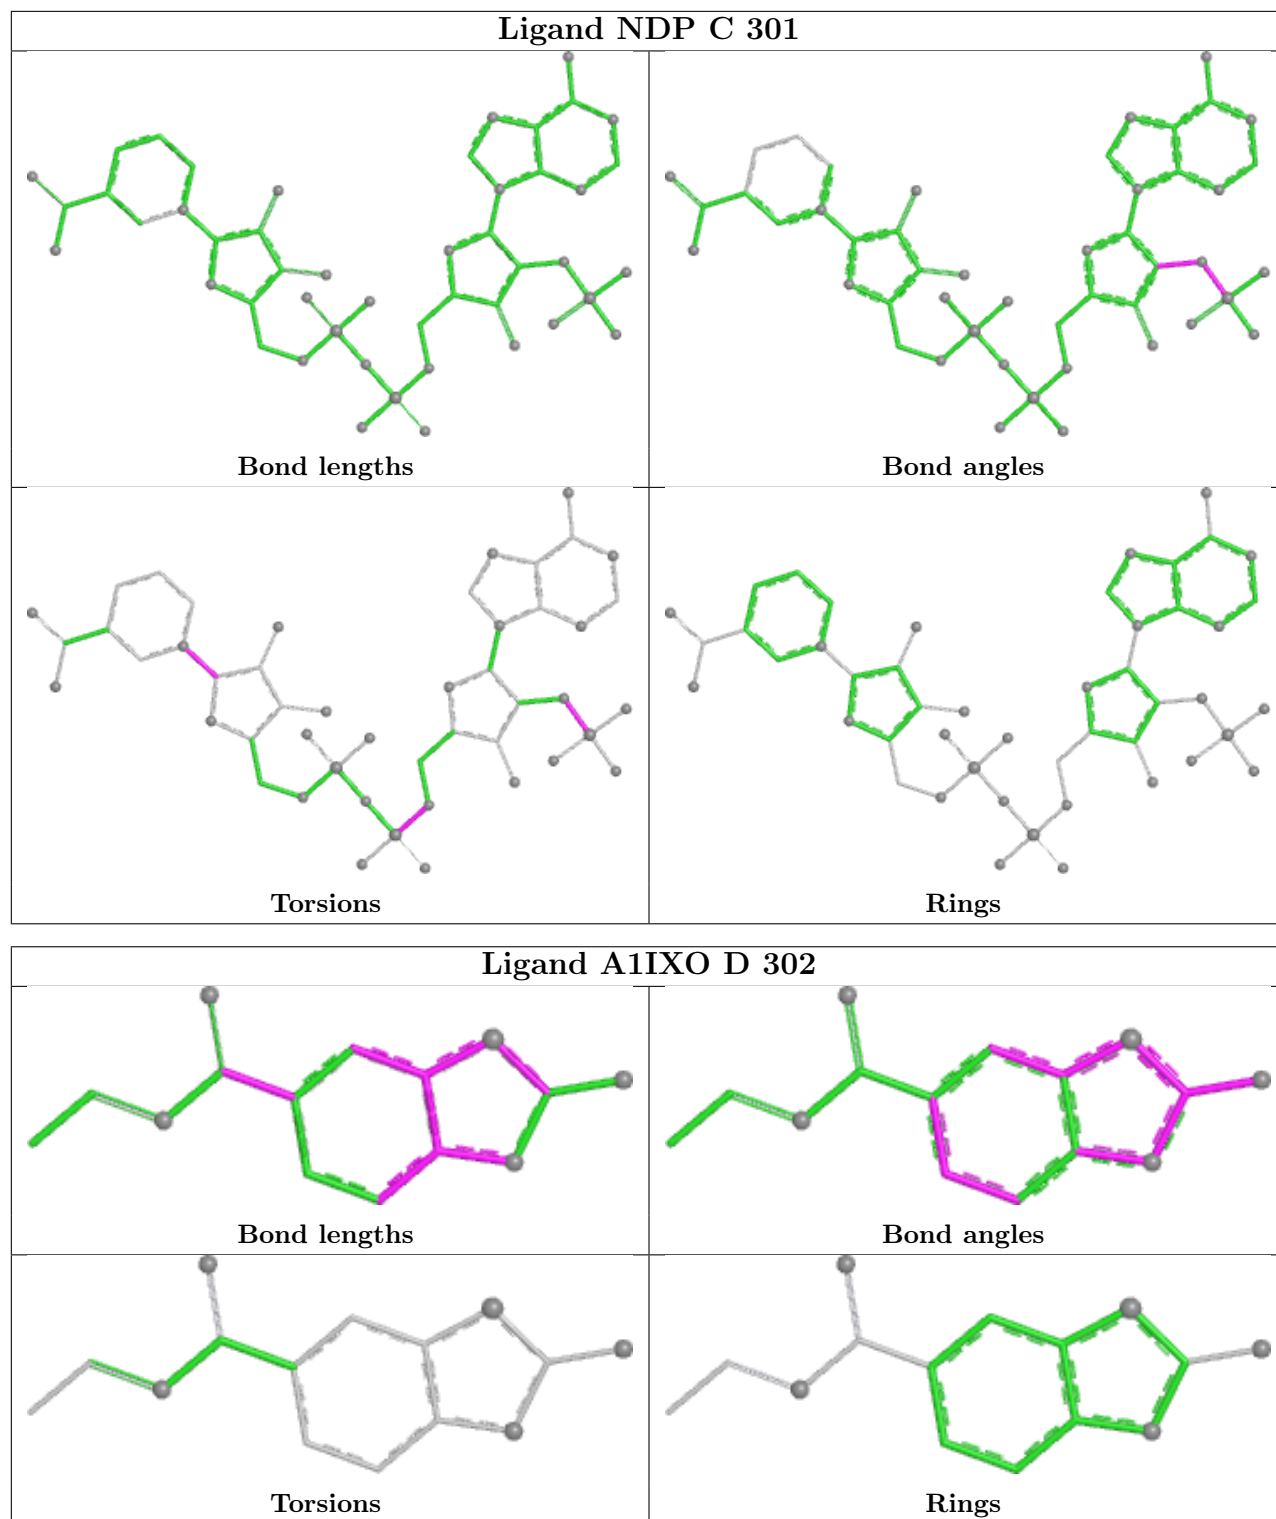 Ligand NDP C 301
Bond lengths
Bond angles
Torsions
Rings
Ligand A1IXO D 302
Bond lengths
Bond angles
Torsions
Rings